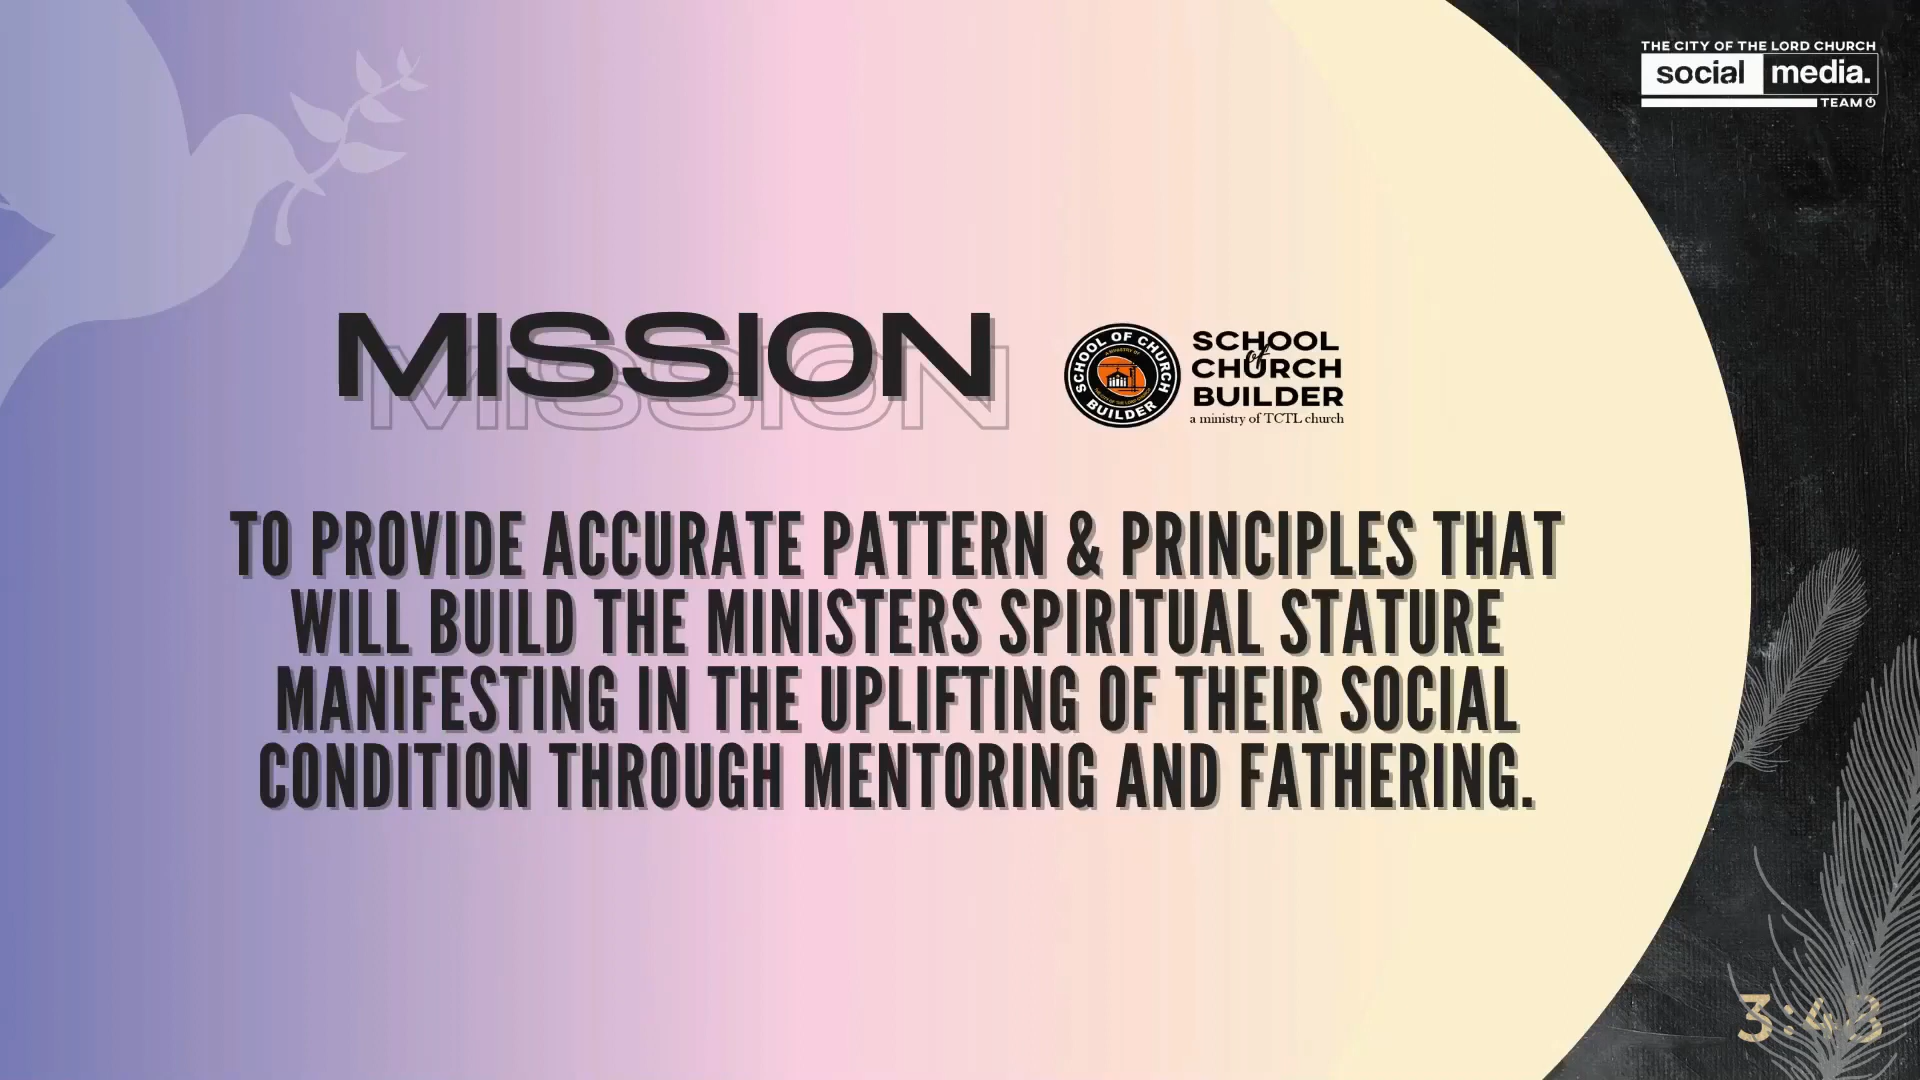 THE CITY OF THE LORD CHURCH
social media.
TEAM
MISSION
MISSION
SCHOOL OF CHURCH
BUILDER
SCHOOL
of
CHURCH
BUILDER
a ministry of TCTL church
TO PROVIDE ACCURATE PATTERN & PRINCIPLES THAT
WILL BUILD THE MINISTERS SPIRITUAL STATURE
MANIFESTING IN THE UPLIFTING OF THEIR SOCIAL
CONDITION THROUGH MENTORING AND FATHERING.